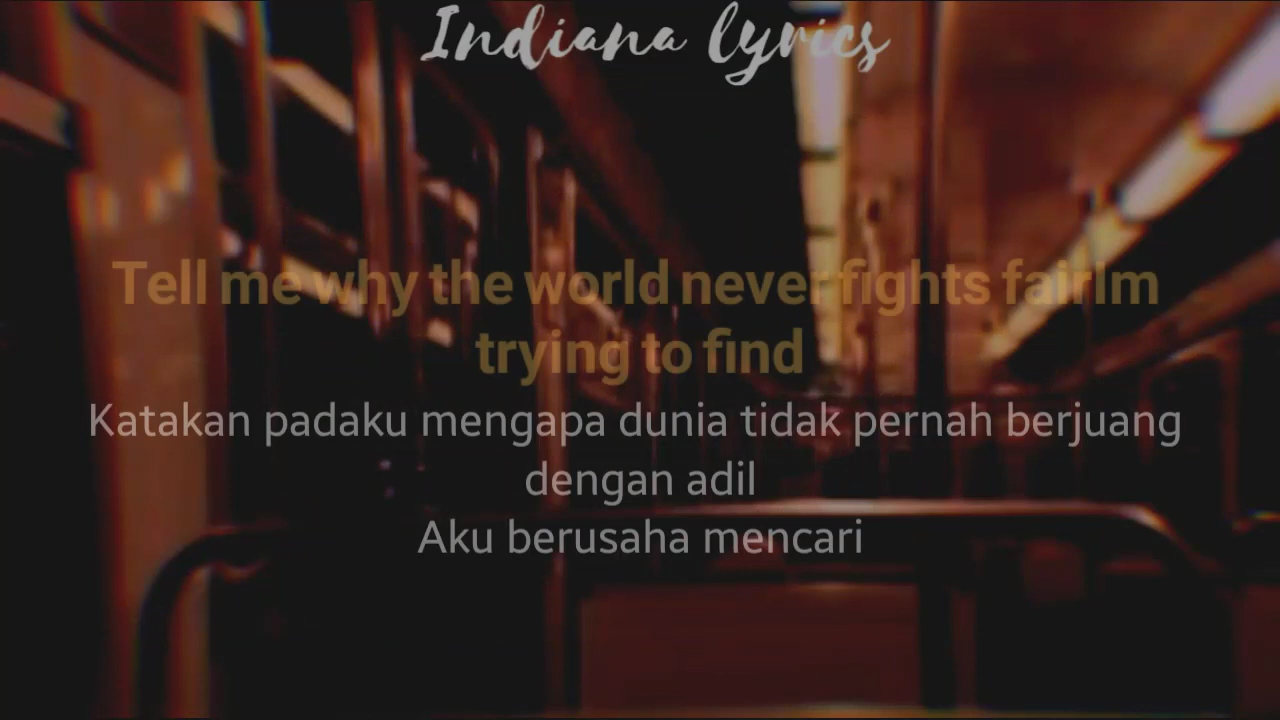 Indiana lyrics
Tell me why the world never fights fairIm
trying to find
Katakan padaku mengapa dunia tidak pernah berjuang
dengan adil
Aku berusaha mencari